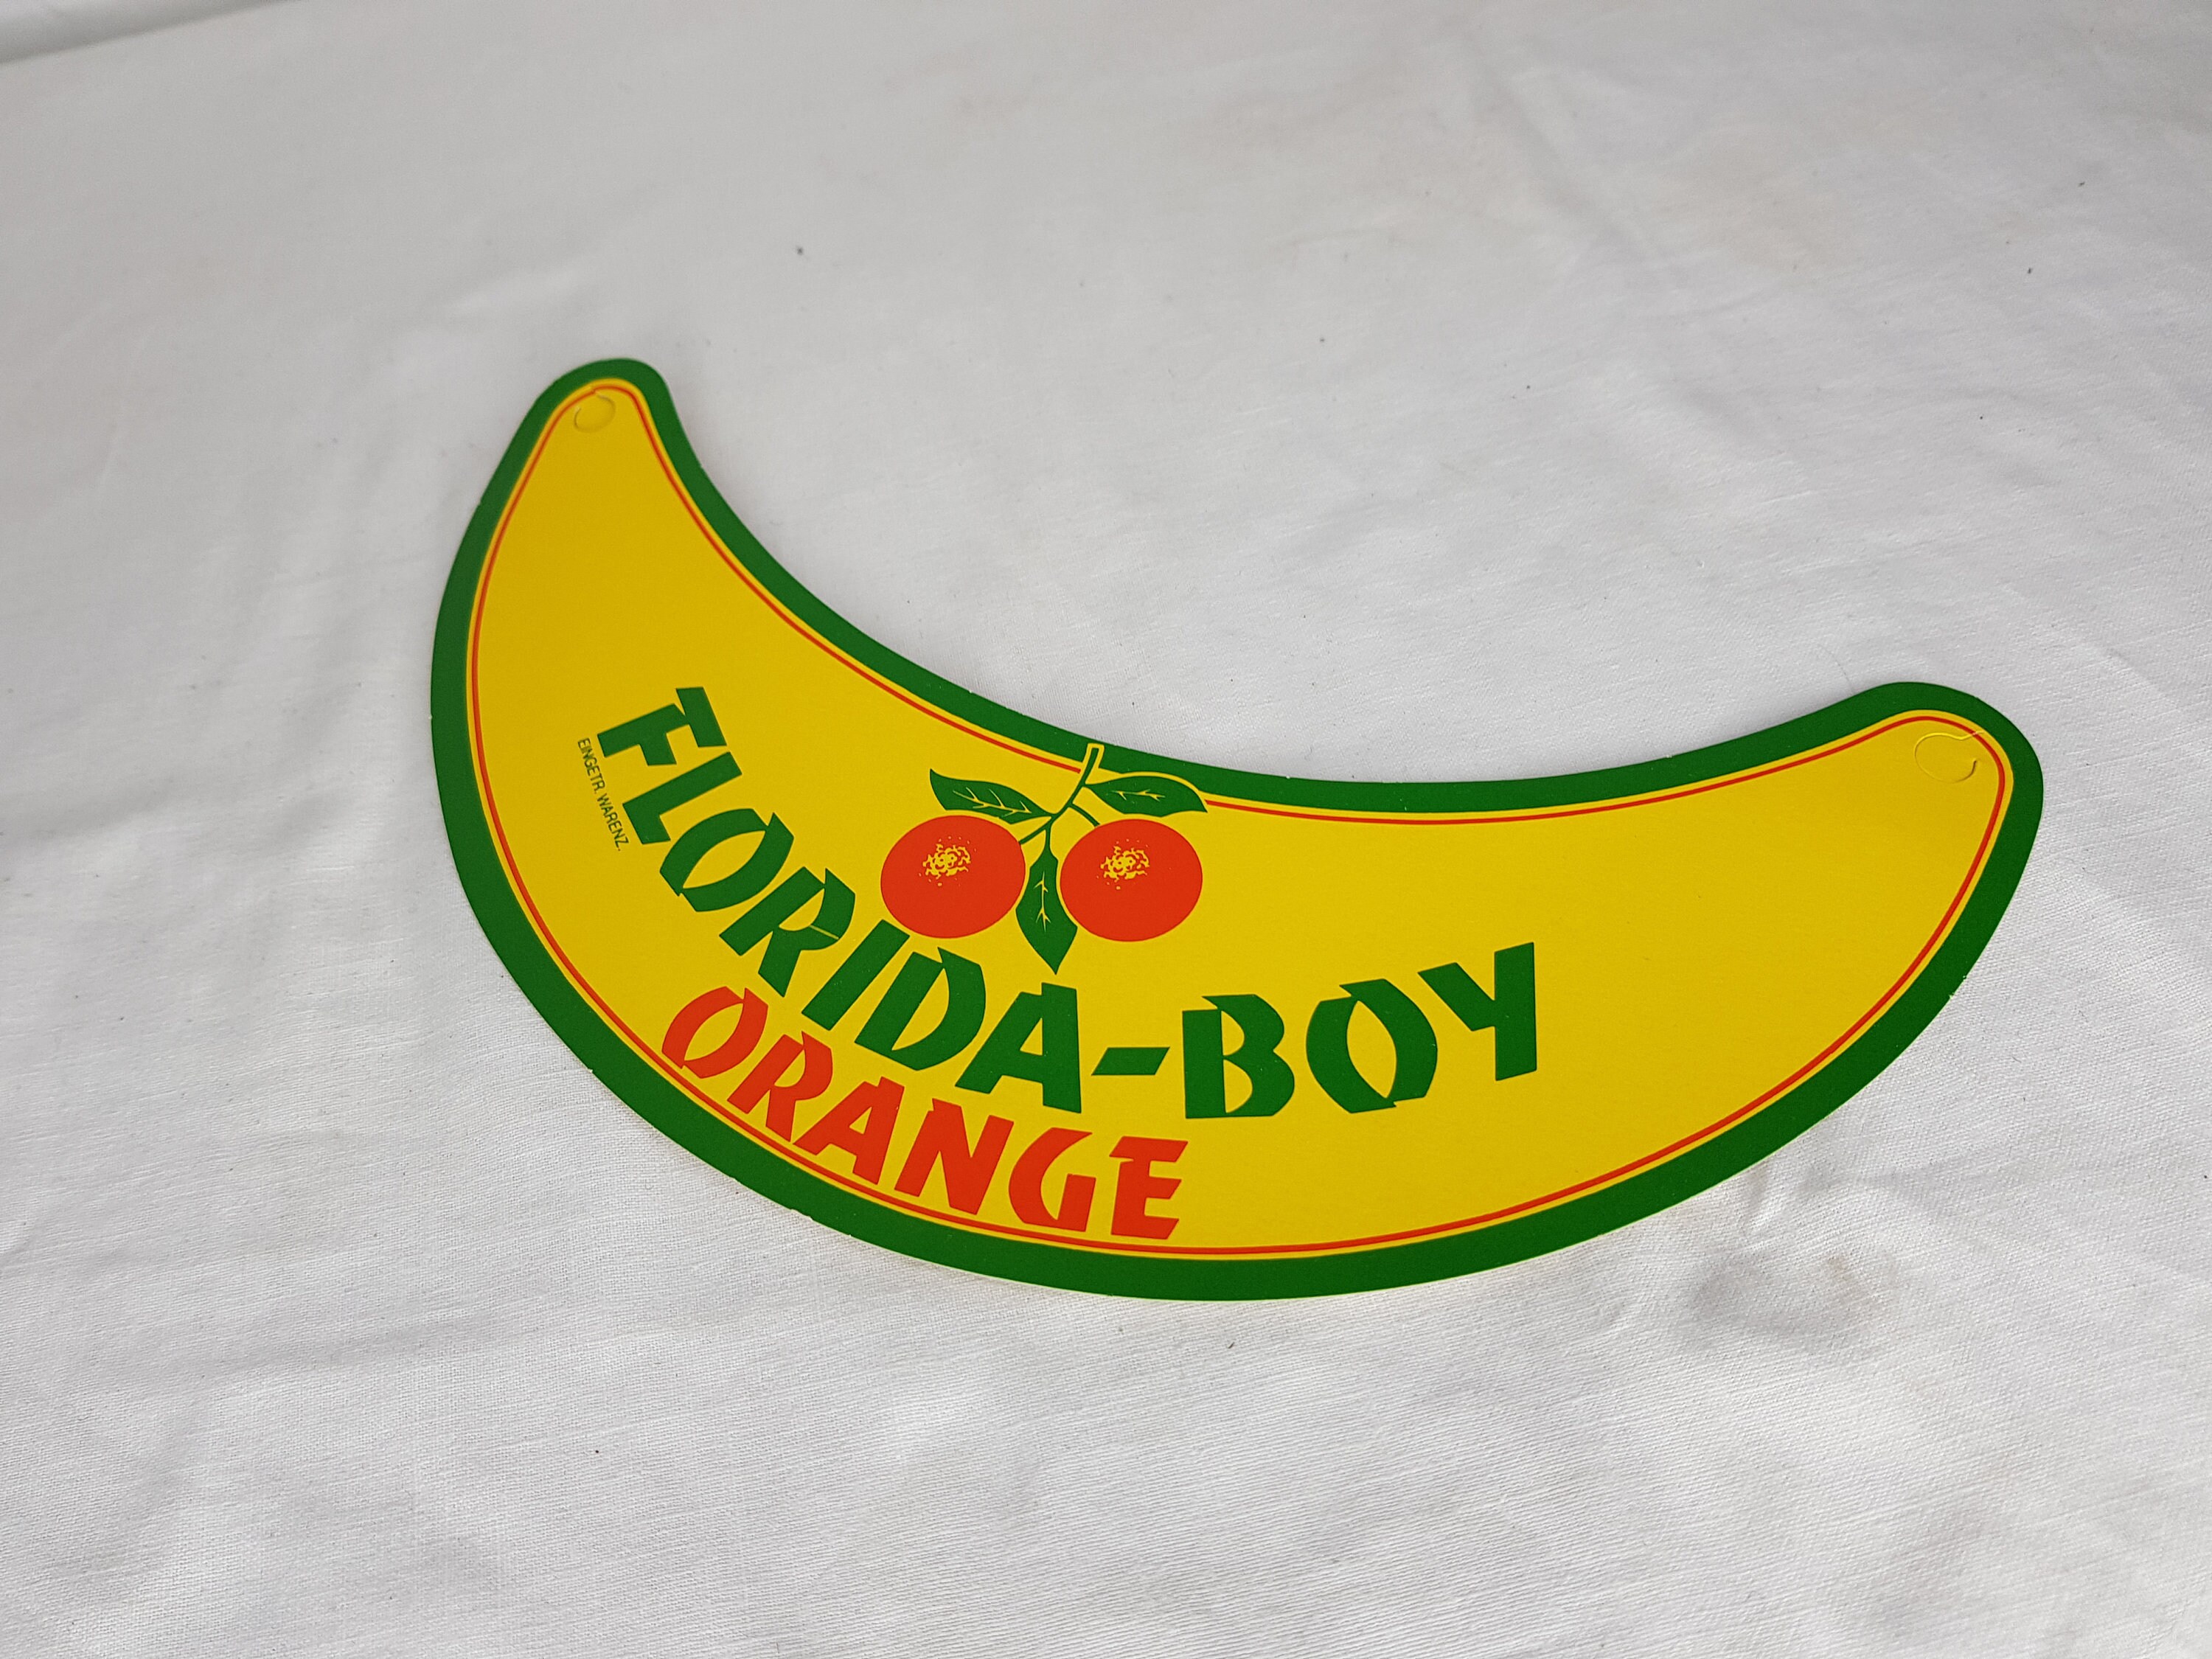 FLORIDA-BOY
EINGETR. WARENZ.
ORANGE